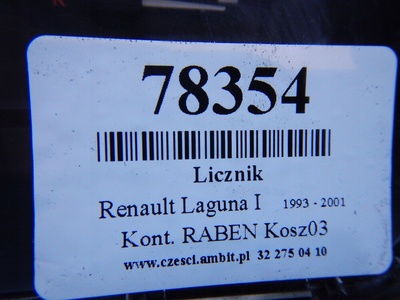 78354
Licznik
Renault Laguna I 1993 - 2001
Kont. RABEN Kosz03
www.czesci.ambit.pl 32 275 04 10